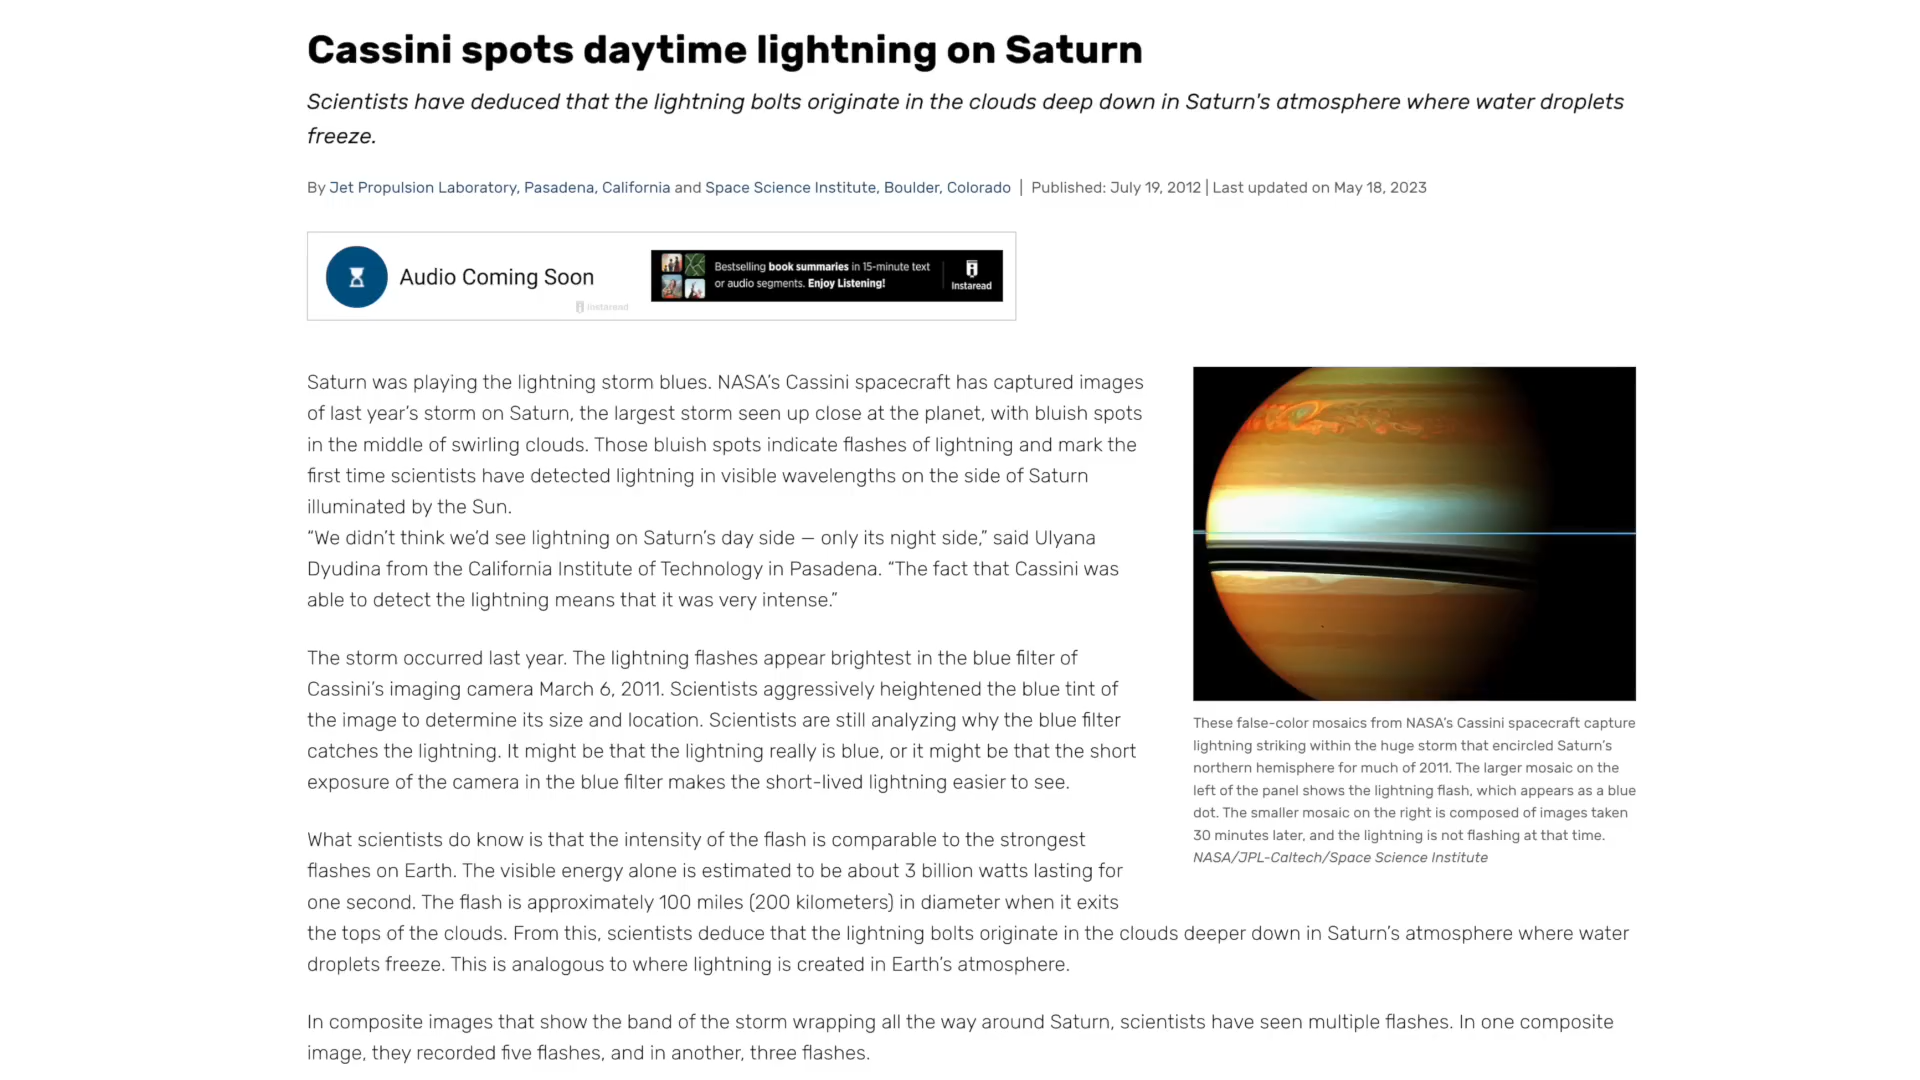 Cassini spots daytime lightning on Saturn
Scientists have deduced that the lightning bolts originate in the clouds deep down in Saturn's atmosphere where water droplets
freeze.
By Jet Propulsion Laboratory, Pasadena, California and Space Science Institute, Boulder, Colorado | Published: July 19, 2012 | Last updated on May 18, 2023
Audio Coming Soon
instaread
Bestselling book summaries in 15-minute text
or audio segments. Enjoy Listening!
Instaread
Saturn was playing the lightning storm blues. NASA’s Cassini spacecraft has captured images
of last year’s storm on Saturn, the largest storm seen up close at the planet, with bluish spots
in the middle of swirling clouds. Those bluish spots indicate flashes of lightning and mark the
first time scientists have detected lightning in visible wavelengths on the side of Saturn
illuminated by the Sun.
“We didn’t think we’d see lightning on Saturn’s day side — only its night side,” said Ulyana
Dyudina from the California Institute of Technology in Pasadena. “The fact that Cassini was
able to detect the lightning means that it was very intense.”
The storm occurred last year. The lightning flashes appear brightest in the blue filter of
Cassini’s imaging camera March 6, 2011. Scientists aggressively heightened the blue tint of
the image to determine its size and location. Scientists are still analyzing why the blue filter
catches the lightning. It might be that the lightning really is blue, or it might be that the short
exposure of the camera in the blue filter makes the short-lived lightning easier to see.
What scientists do know is that the intensity of the flash is comparable to the strongest
flashes on Earth. The visible energy alone is estimated to be about 3 billion watts lasting for
one second. The flash is approximately 100 miles (200 kilometers) in diameter when it exits
the tops of the clouds. From this, scientists deduce that the lightning bolts originate in the clouds deeper down in Saturn’s atmosphere where water
droplets freeze. This is analogous to where lightning is created in Earth’s atmosphere.
In composite images that show the band of the storm wrapping all the way around Saturn, scientists have seen multiple flashes. In one composite
image, they recorded five flashes, and in another, three flashes.
These false-color mosaics from NASA’s Cassini spacecraft capture
lightning striking within the huge storm that encircled Saturn’s
northern hemisphere for much of 2011. The larger mosaic on the
left of the panel shows the lightning flash, which appears as a blue
dot. The smaller mosaic on the right is composed of images taken
30 minutes later, and the lightning is not flashing at that time.
NASA/JPL-Caltech/Space Science Institute